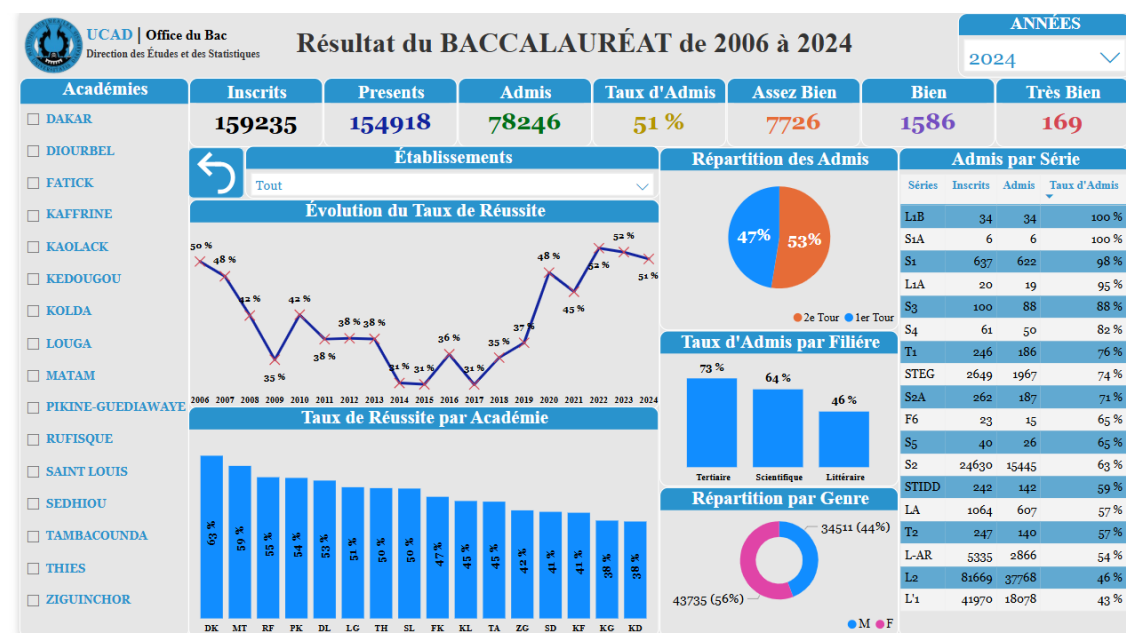 UCAD | Office du Bac
Direction des Études et des Statistiques
Résultat du BACCALAURÉAT de 2006 à 2024
ANNÉES
2024
Académies
DAKAR
DIOURBEL
FATICK
KAFFRINE
KAOLACK
KEDOUGOU
KOLDA
LOUGA
MATAM
PIKINE-GUEDIAWAYE
RUFISQUE
SAINT LOUIS
SEDHIOU
TAMBACOUNDA
THIES
ZIGUINCHOR
Inscrits Presents Admis Taux d'Admis Assez Bien Bien Très Bien
159235 154918 78246 51 % 7726 1586 169
Établissements
Tout
Évolution du Taux de Réussite
50 %
48 %
42 %
35 %
42 %
38 %
38 %
38 %
31 %
31 %
36 %
31 %
35 %
37 %
48 %
45 %
52 %
52 %
51 %
2006 2007 2008 2009 2010 2011 2012 2013 2014 2015 2016 2017 2018 2019 2020 2021 2022 2023 2024
Taux de Réussite par Académie
63 % 59 % 55 % 54 % 53 % 51 % 50 % 50 % 47 % 45 % 45 % 42 % 41 % 41 % 38 % 38 %
DK MT RF PK DL LG TH SL FK KL TA ZG SD KF KG KD
Répartition des Admis
47% 53%
2e Tour 1er Tour
Taux d'Admis par Filiére
73 % 64 % 46 %
Tertiaire Scientifique Littéraire
Répartition par Genre
34511 (44%)
43735 (56%)
M F
Admis par Série
Séries Inscrits Admis Taux d'Admis
L1B 34 34 100 %
S1A 6 6 100 %
S1 637 622 98 %
L1A 20 19 95 %
S3 100 88 88 %
S4 61 50 82 %
T1 246 186 76 %
STEG 2649 1967 74 %
S2A 262 187 71 %
F6 23 15 65 %
S5 40 26 65 %
S2 24630 15445 63 %
STIDD 242 142 59 %
LA 1064 607 57 %
T2 247 140 57 %
L-AR 5335 2866 54 %
L2 81669 37768 46 %
L'1 41970 18078 43 %